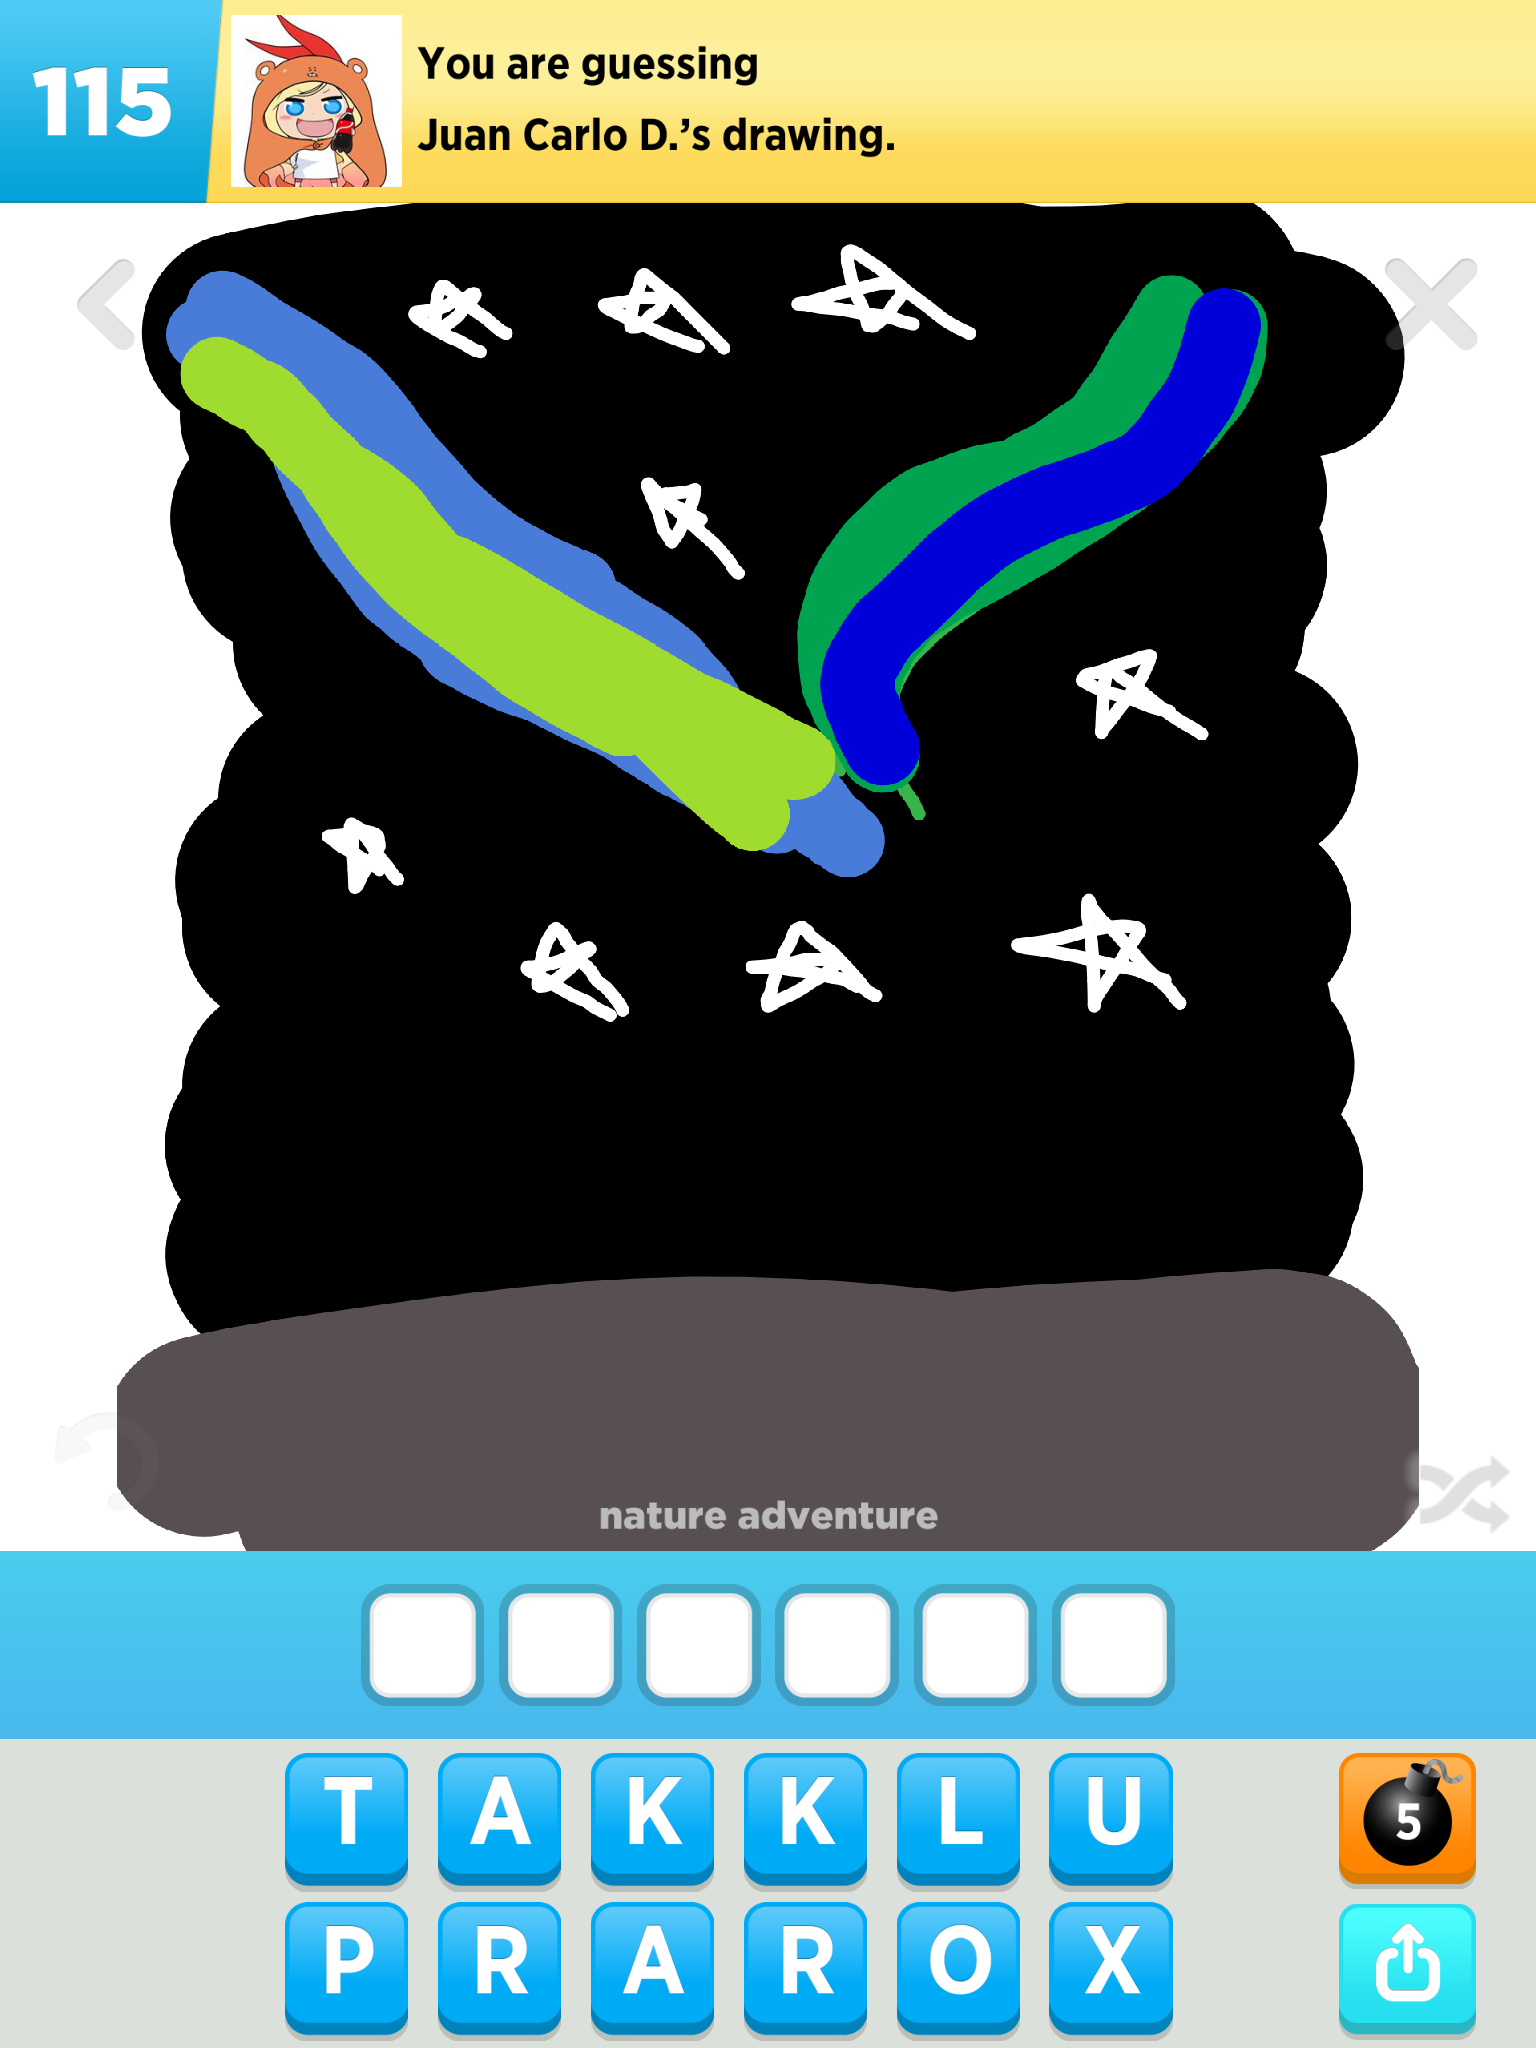 115
You are guessing
Juan Carlo D.’s drawing.
nature adventure
T A K K L U
5
P R A R O X